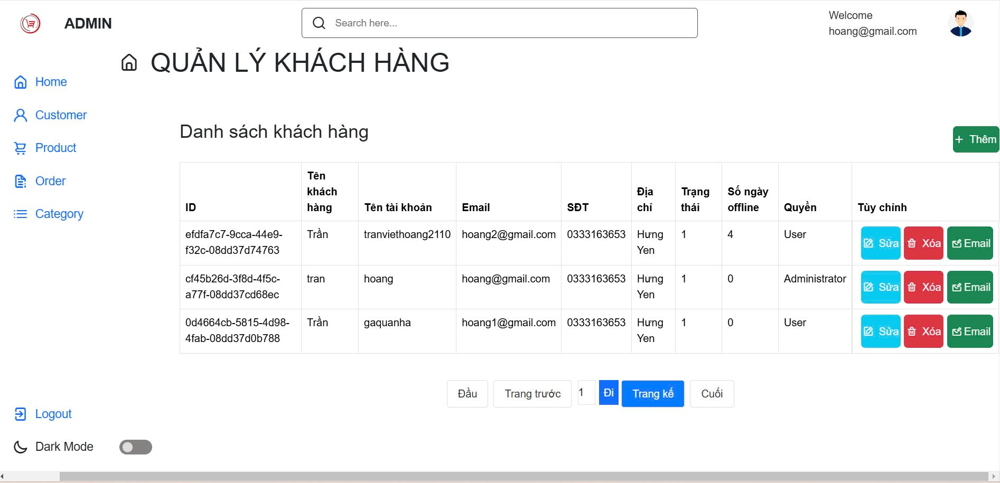 ADMIN
Search here...
Welcome
hoang@gmail.com
QUẢN LÝ KHÁCH HÀNG
Home
Customer
Product
Order
Category
Danh sách khách hàng
+ Thêm
ID
Tên khách hàng
Tên tài khoản
Email
SĐT
Địa chỉ
Trạng thái
Số ngày offline
Quyền
Tùy chỉnh
efdfa7c7-9cca-44e9-
f32c-08dd37d74763
Trần
tranviethoang2110
hoang2@gmail.com
0333163653
Hưng
Yen
1
4
User
Sửa
Xóa
Email
cf45b26d-3f8d-4f5c-
a77f-08dd37cd68ec
tran
hoang
hoang@gmail.com
0333163653
Hưng
Yen
1
0
Administrator
Sửa
Xóa
Email
0d4664cb-5815-4d98-
4fab-08dd37d0b788
Trần
gaquanha
hoang1@gmail.com
0333163653
Hưng
Yen
1
0
User
Sửa
Xóa
Email
Đầu
Trang trước
1
Đi
Trang kế
Cuối
Logout
Dark Mode